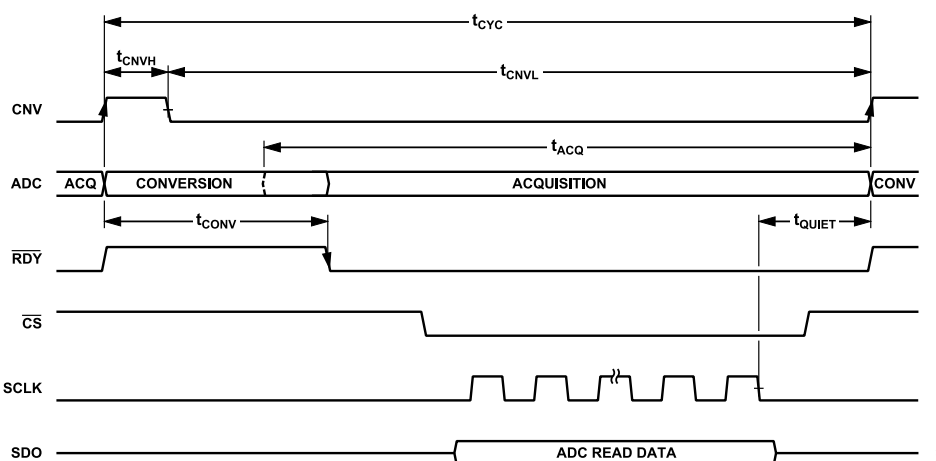 tCYC
tCNVH
tCNVL
CNV
tACQ
ADC ACQ CONVERSION ACQUISITION CONV
tCONV
tQUIET
RDY
CS
SCLK
SDO ADC READ DATA